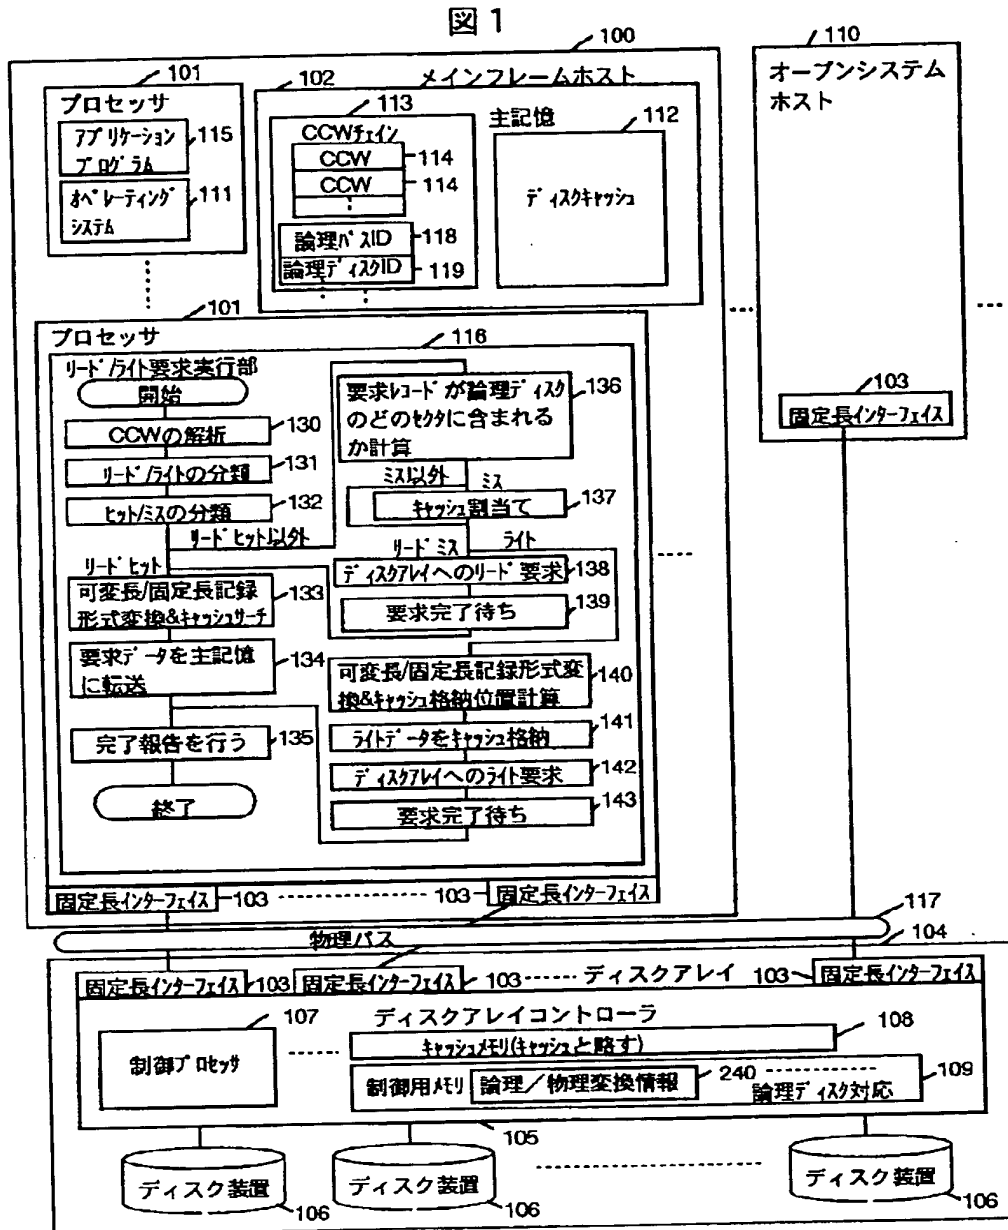 図1
100
メインフレームホスト
101
プロセッサ
アプリケーション
プログラム
115
オペレーティング
システム
111
102
113
CCWチェイン
CCW
114
CCW
114
論理パスID
118
論理ディスクID
119
主記憶
112
ディスクキャッシュ
110
オープンシステム
ホスト
103
固定長インターフェイス
101
プロセッサ
116
リード/ライト要求実行部
開始
CCWの解析
130
リード/ライトの分類
131
ヒット/ミスの分類
132
リードヒット以外
リードヒット
可変長/固定長記録
形式変換&キャッシュサーチ
133
要求データを主記憶
に転送
134
完了報告を行う
135
終了
要求レコードが論理ディスク
のどのセクタに含まれる
か計算
136
ミス以外
ミス
キャッシュ割当て
137
リードミス
ライト
ディスクアレイへのリード要求
138
要求完了待ち
139
可変長/固定長記録形式変
換&キャッシュ格納位置計算
140
ライトデータをキャッシュ格納
141
ディスクアレイへのライト要求
142
要求完了待ち
143
固定長インターフェイス
103
103
固定長インターフェイス
117
物理パス
104
固定長インターフェイス
103
固定長インターフェイス
103
ディスクアレイ
103
固定長インターフェイス
107
制御プロセッサ
ディスクアレイコントローラ
108
キャッシュメモリ(キャッシュと略す)
制御用メモリ
論理/物理変換情報
240
論理ディスク対応
109
105
ディスク装置
106
ディスク装置
106
ディスク装置
106